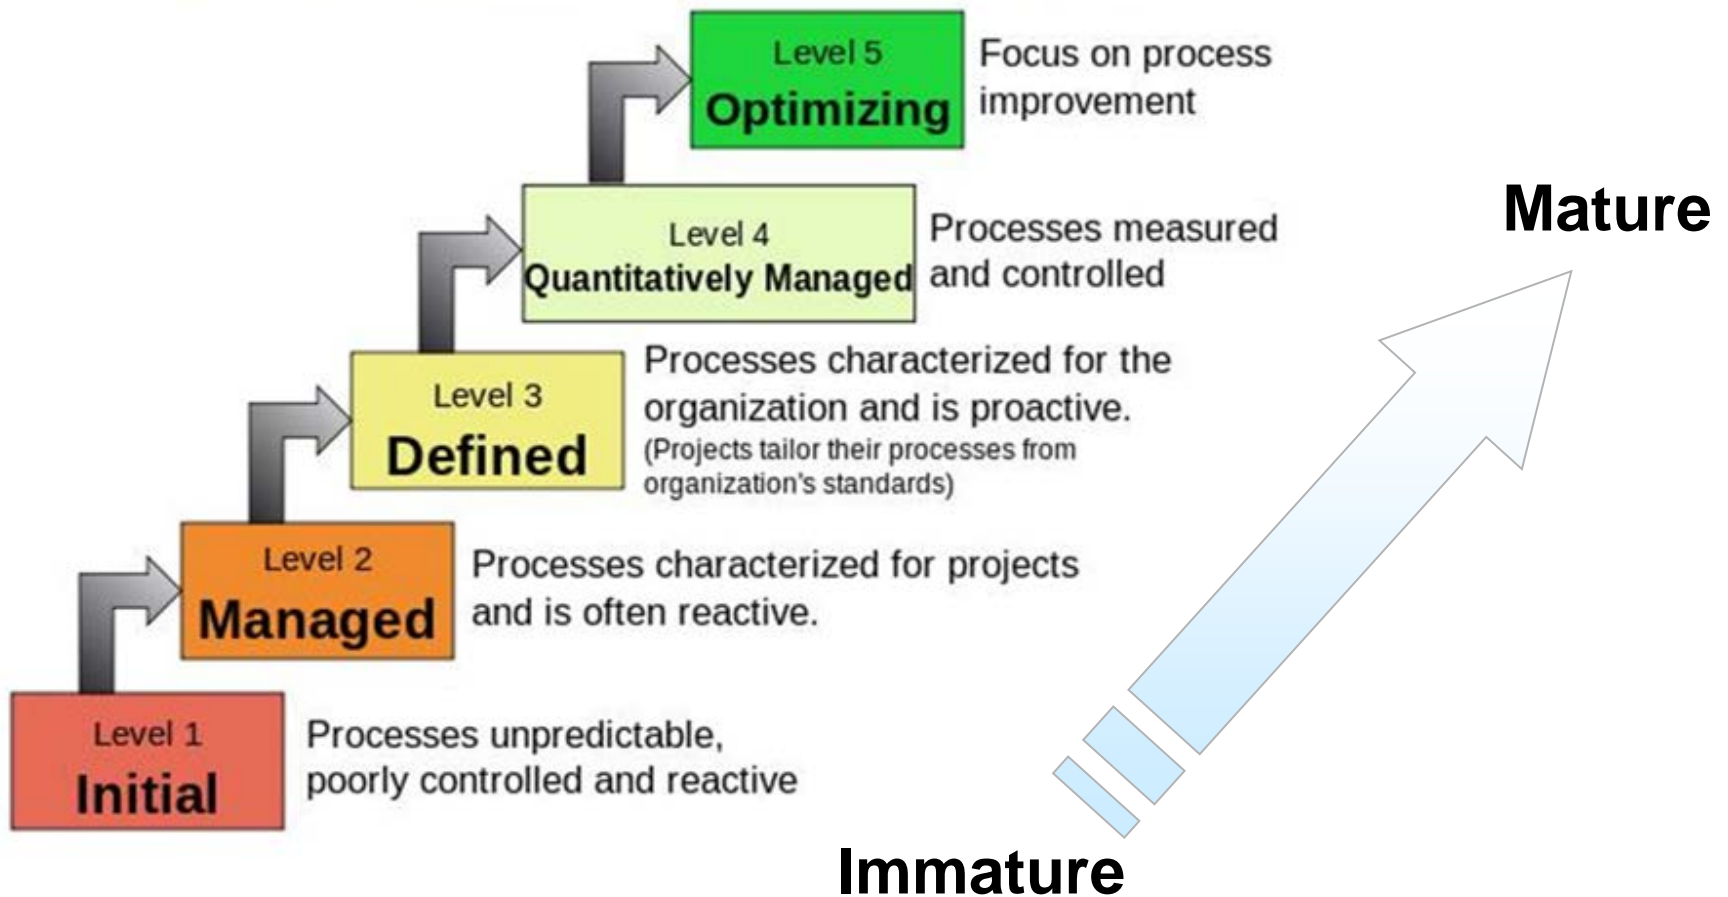 Level 5
Optimizing
Focus on process
improvement
Level 4
Quantitatively Managed
Processes measured
and controlled
Mature
Level 3
Defined
Processes characterized for the
organization and is proactive.
(Projects tailor their processes from
organization's standards)
Level 2
Managed
Processes characterized for projects
and is often reactive.
Level 1
Initial
Processes unpredictable,
poorly controlled and reactive
Immature